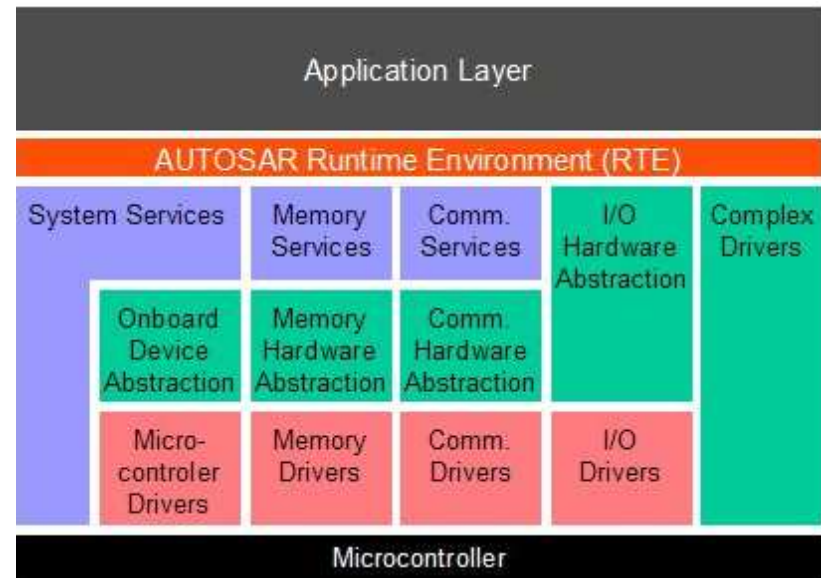 Application Layer
AUTOSAR Runtime Environment (RTE)
System Services
Memory
Services
Comm.
Services
I/O
Hardware
Abstraction
Complex
Drivers
Onboard
Device
Abstraction
Memory
Hardware
Abstraction
Comm.
Hardware
Abstraction
Micro-
controler
Drivers
Memory
Drivers
Comm.
Drivers
I/O
Drivers
Microcontroller